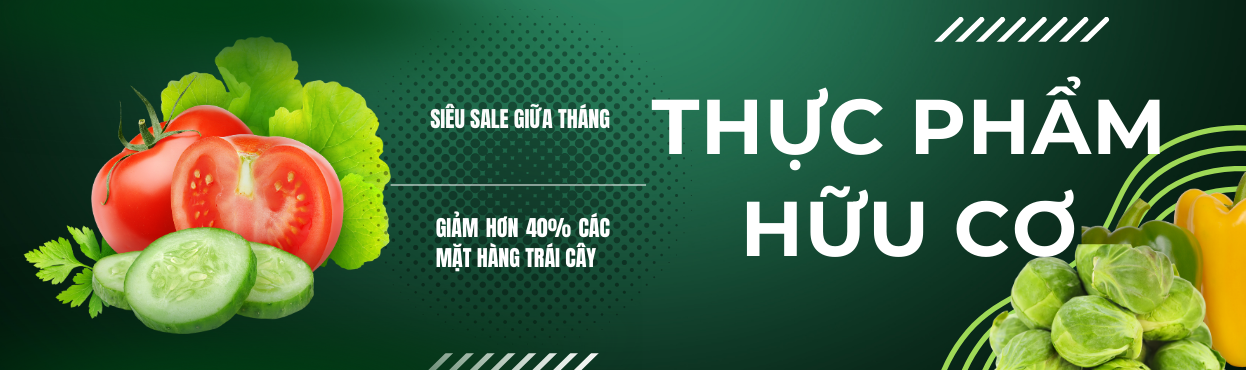 SIÊU SALE GIỮA THÁNG
GIẢM HƠN 40% CÁC
MẶT HÀNG TRÁI CÂY
THỰC PHẨM
HỮU CƠ